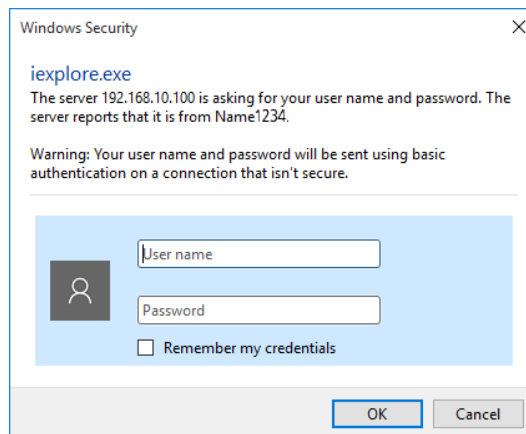 Windows Security
iexplore.exe
The server 192.168.10.100 is asking for your user name and password. The
server reports that it is from Name1234.
Warning: Your user name and password will be sent using basic
authentication on a connection that isn't secure.
User name
Password
Remember my credentials
OK Cancel